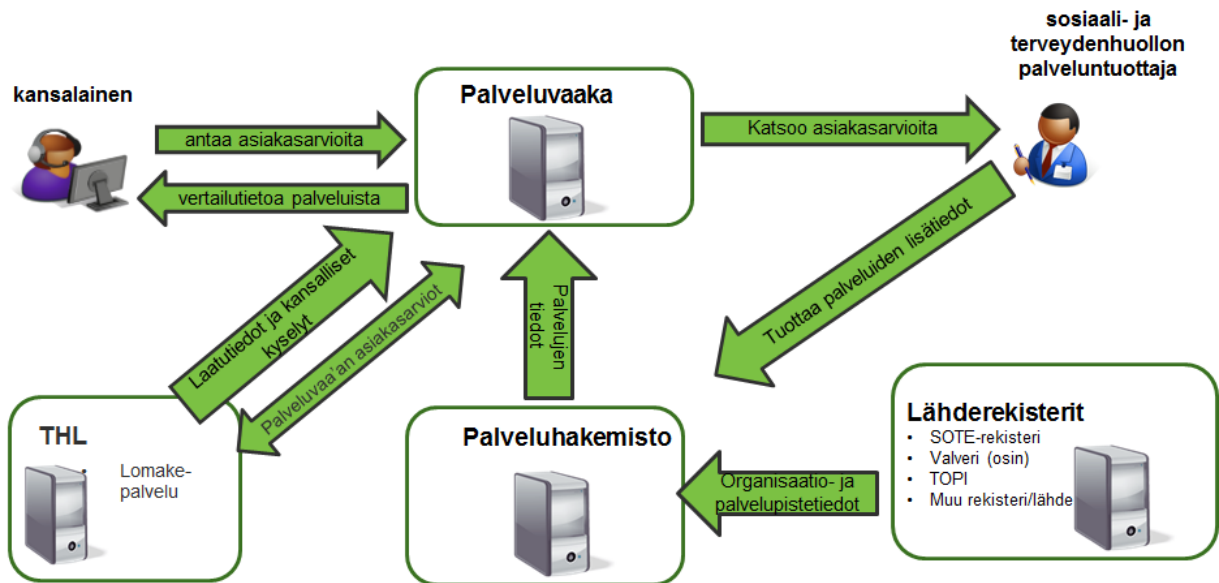 sosiaali- ja
terveydenhuollon
palveluntuottaja
kansalainen
Palveluvaaka
antaa asiakasarvioita
Katsoo asiakasarvioita
vertailutietoa palveluista
Laatutiedot ja kansalliset
kyselyt
Palveluvaa'an asiakasarviot
Palvelujen
tiedot
Tuottaa palveluiden lisätiedot
THL
Lomake-
palvelu
Palveluhakemisto
Organisaatio- ja
palvelupistetiedot
Lähderekisterit
• SOTE-rekisteri
• Valveri (osin)
• TOPI
• Muu rekisteri/lähde